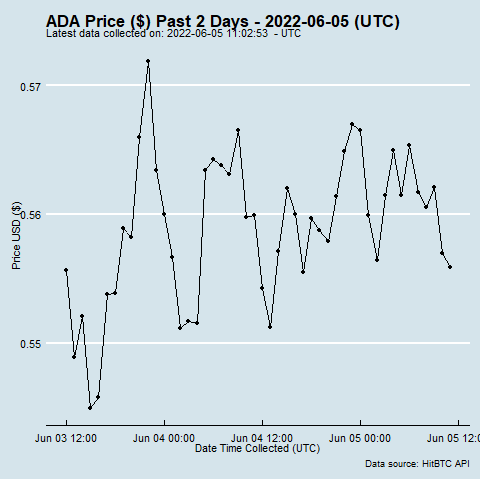 ADA Price ($) Past 2 Days - 2022-06-05 (UTC)
Latest data collected on: 2022-06-05 11:02:53 - UTC
0.57
0.56
0.55
Price USD ($)
Jun 03 12:00
Jun 04 00:00
Jun 04 12:00
Jun 05 00:00
Jun 05 12:00
Date Time Collected (UTC)
Data source: HitBTC API